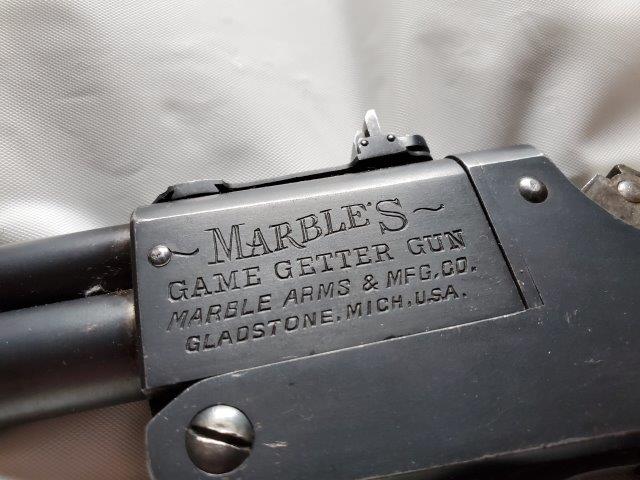 MARBLE'S
GAME GETTER GUN
MARBLE ARMS & MFG. CO.
GLADSTONE, MICH. U.S.A.